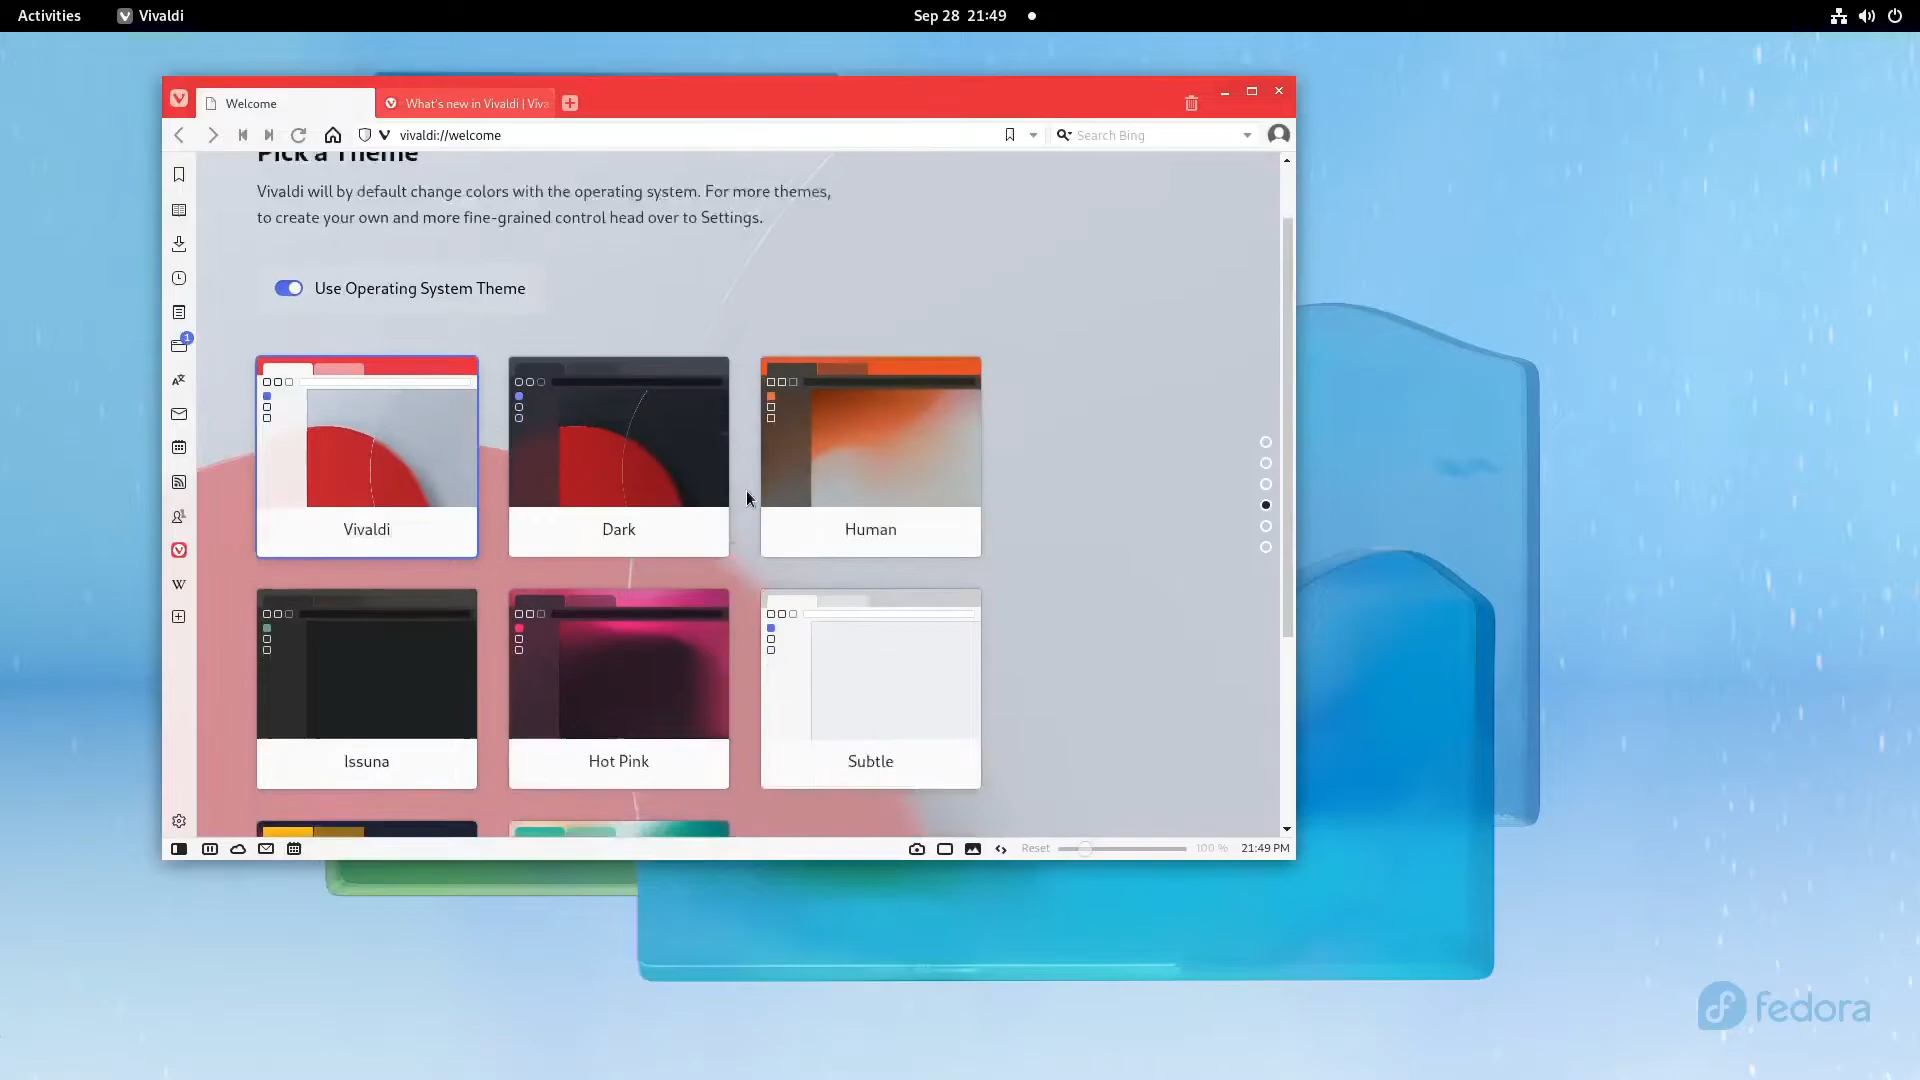 Activities
Vivaldi
Sep 28 21:49
Welcome
What's new in Vivaldi | Viva
vivaldi://welcome
Search Bing
Pick a Theme
Vivaldi will by default change colors with the operating system. For more themes,
to create your own and more fine-grained control head over to Settings.
Use Operating System Theme
1
Vivaldi
Dark
Human
Issuna
Hot Pink
Subtle
W
Reset
100 %
21:49 PM
fedora